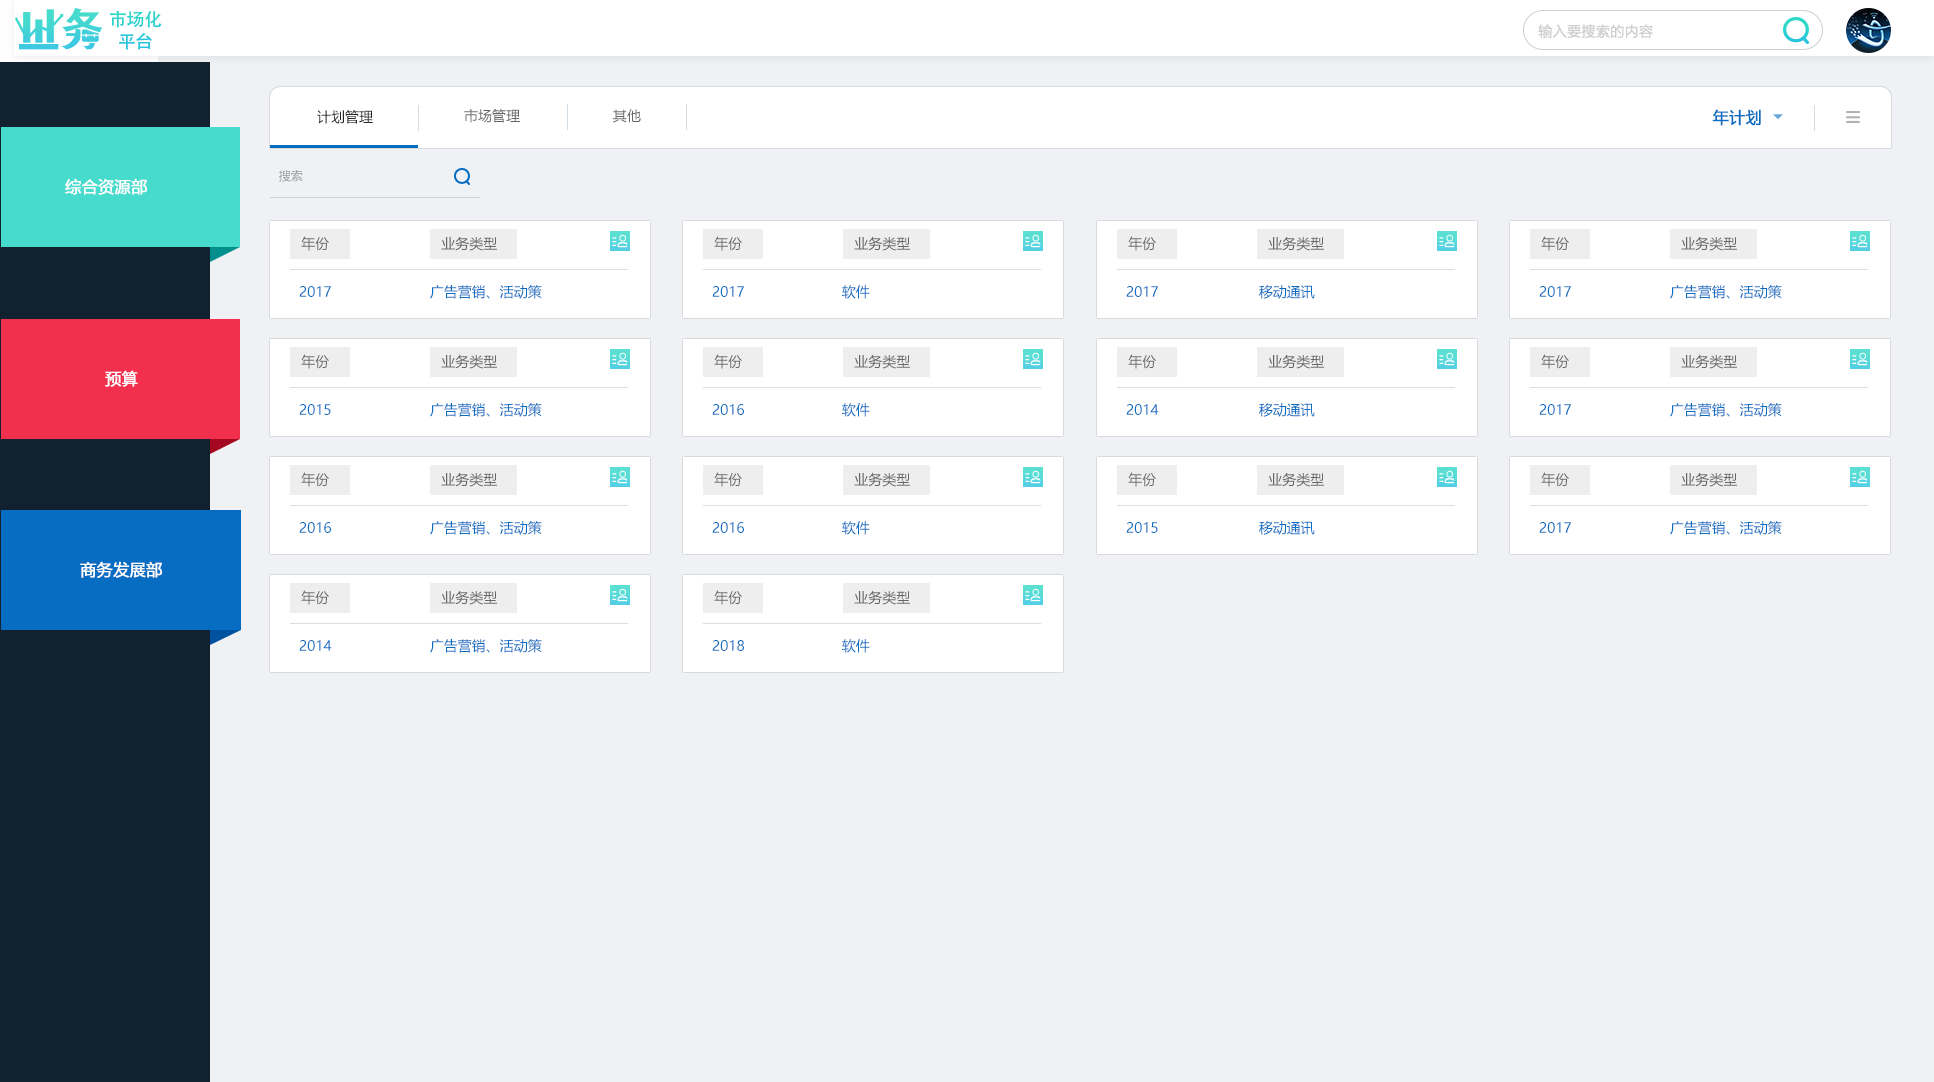 业务 市场化
平台
输入要搜索的内容
计划管理 市场管理 其他 年计划
搜索
综合资源部
预算
商务发展部
年份 业务类型 年份 业务类型 年份 业务类型 年份 业务类型
2017 广告营销、活动策 2017 软件 2017 移动通讯 2017 广告营销、活动策
年份 业务类型 年份 业务类型 年份 业务类型 年份 业务类型
2015 广告营销、活动策 2016 软件 2014 移动通讯 2017 广告营销、活动策
年份 业务类型 年份 业务类型 年份 业务类型 年份 业务类型
2016 广告营销、活动策 2016 软件 2015 移动通讯 2017 广告营销、活动策
年份 业务类型 年份 业务类型
2014 广告营销、活动策 2018 软件